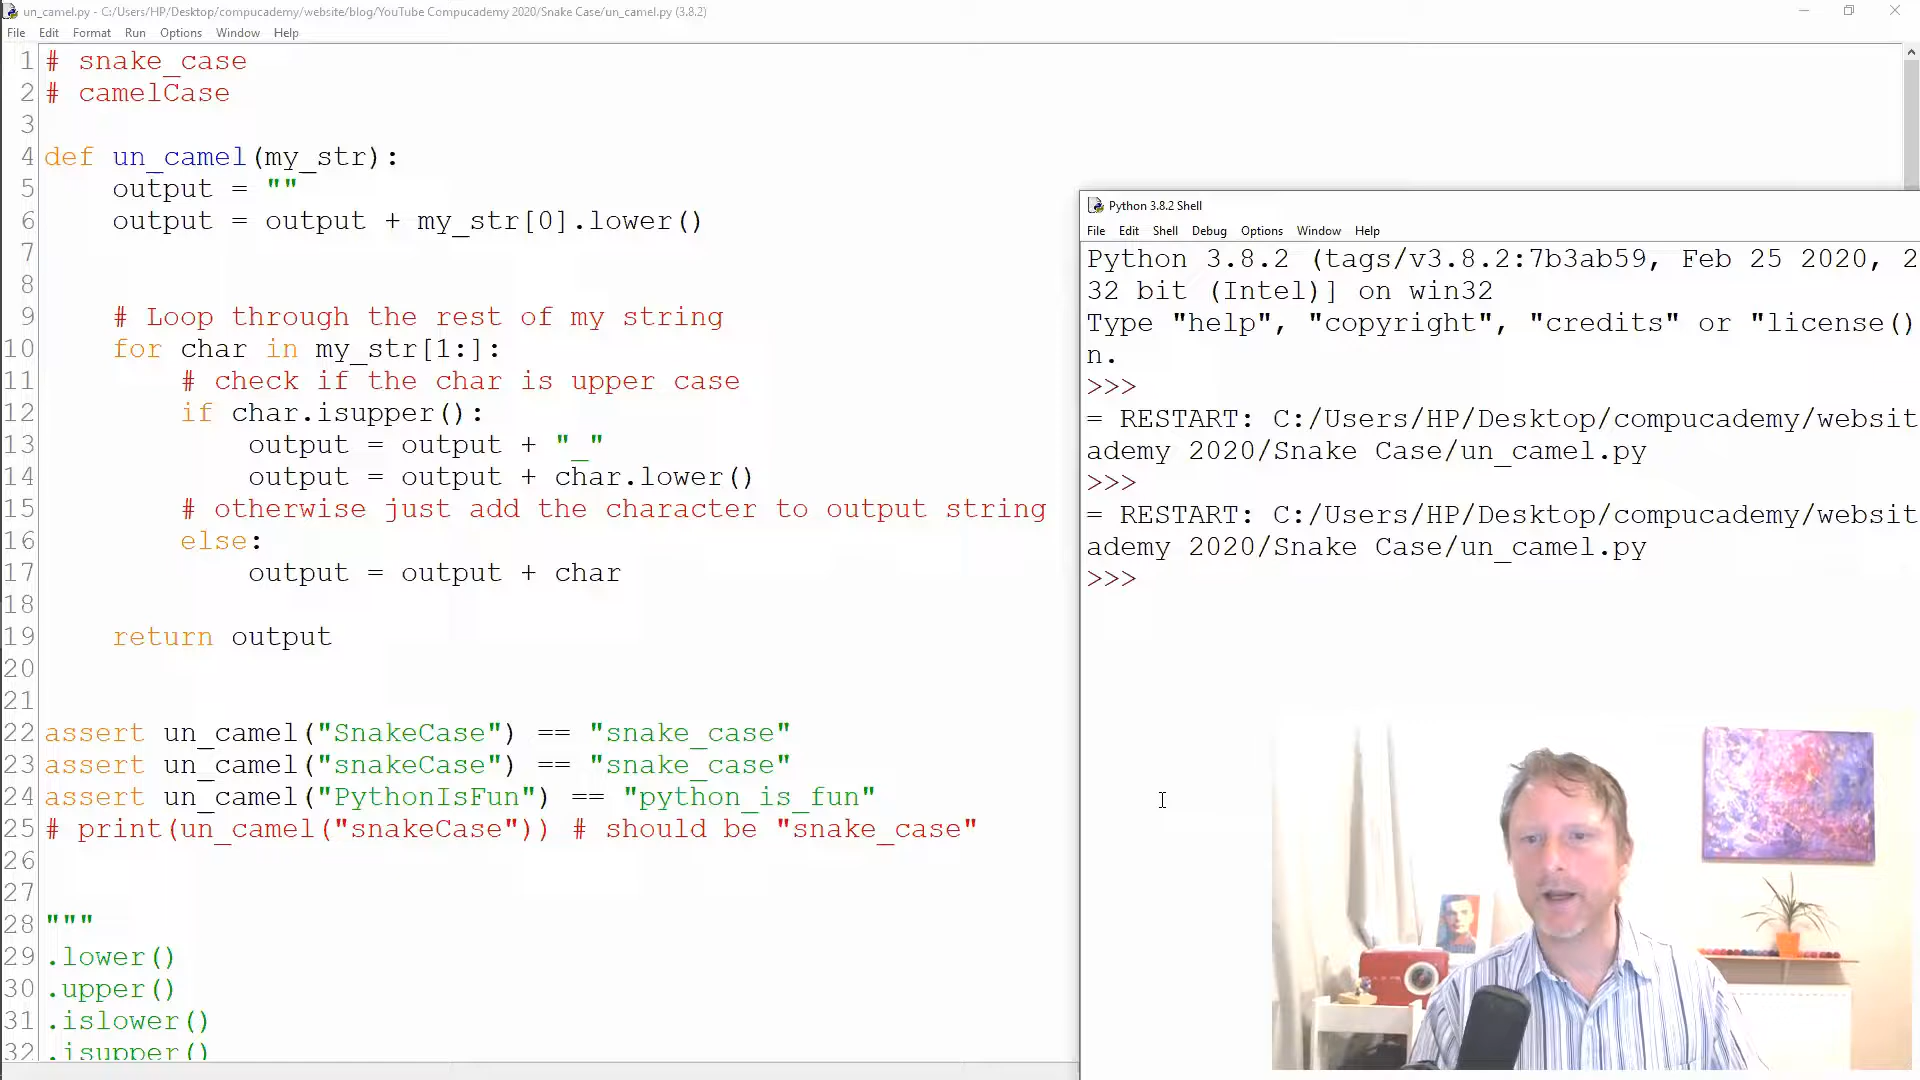 un_camel.py - C:/Users/HP/Desktop/compucademy/website/blog/YouTube Compucademy 2020/Snake Case/un_camel.py (3.8.2)
File Edit Format Run Options Window Help
1 # snake_case
2 # camelCase
3
4 def un_camel(my_str):
5 output = ""
6 output = output + my_str[0].lower()
7
8
9 # Loop through the rest of my string
10 for char in my_str[1:]:
11 # check if the char is upper case
12 if char.isupper():
13 output = output + "_"
14 output = output + char.lower()
15 # otherwise just add the character to output string
16 else:
17 output = output + char
18
19 return output
20
21
22 assert un_camel("SnakeCase") == "snake_case"
23 assert un_camel("snakeCase") == "snake_case"
24 assert un_camel("PythonIsFun") == "python_is_fun"
25 # print(un_camel("snakeCase")) # should be "snake_case"
26
27
28 """
29 .lower()
30 .upper()
31 .islower()
32 .isupper()
Python 3.8.2 Shell
File Edit Shell Debug Options Window Help
Python 3.8.2 (tags/v3.8.2:7b3ab59, Feb 25 2020, 2
32 bit (Intel)] on win32
Type "help", "copyright", "credits" or "license()
n.
>>>
= RESTART: C:/Users/HP/Desktop/compucademy/websit
ademy 2020/Snake Case/un_camel.py
>>>
= RESTART: C:/Users/HP/Desktop/compucademy/websit
ademy 2020/Snake Case/un_camel.py
>>>